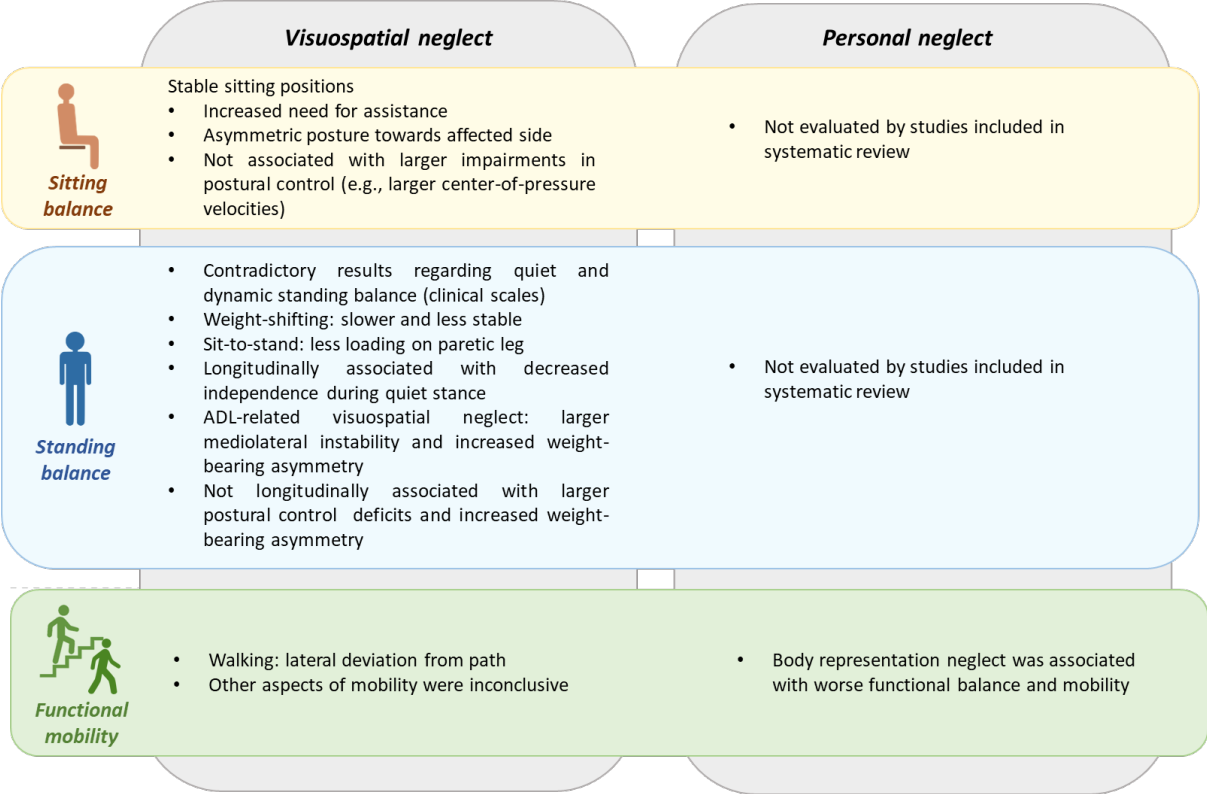 Visuospatial neglect
Personal neglect
Sitting
balance
Stable sitting positions
• Increased need for assistance
• Asymmetric posture towards affected side
• Not associated with larger impairments in
postural control (e.g., larger center-of-pressure
velocities)
• Not evaluated by studies included in
systematic review
Standing
balance
• Contradictory results regarding quiet and
dynamic standing balance (clinical scales)
• Weight-shifting: slower and less stable
• Sit-to-stand: less loading on paretic leg
• Longitudinally associated with decreased
independence during quiet stance
• ADL-related visuospatial neglect: larger
mediolateral instability and increased weight-
bearing asymmetry
• Not longitudinally associated with larger
postural control deficits and increased weight-
bearing asymmetry
• Not evaluated by studies included in
systematic review
Functional
mobility
• Walking: lateral deviation from path
• Other aspects of mobility were inconclusive
• Body representation neglect was associated
with worse functional balance and mobility